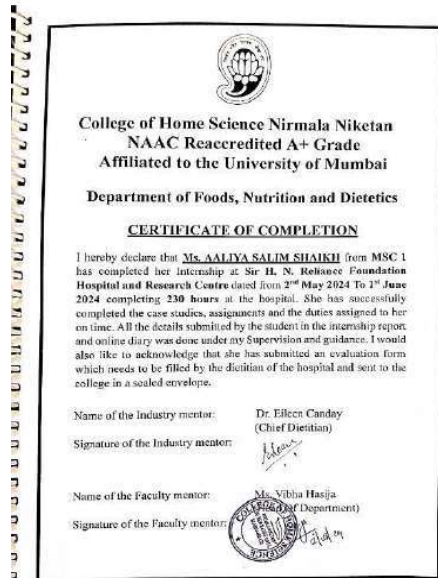 College of Home Science Nirmala Niketan
NAAC Reaccredited A+ Grade
Affiliated to the University of Mumbai
Department of Foods, Nutrition and Dietetics
CERTIFICATE OF COMPLETION
I hereby declare that Ms. AALIYA SALIM SHAIKH from MSC 1
has completed her Internship at Sir H. N. Reliance Foundation
Hospital and Research Centre dated from 2nd May 2024 To 1st June
2024 completing 230 hours at the hospital. She has successfully
completed the case studies, assignments and the duties assigned to her
on time. All the details submitted by the student in the internship report
and online diary was done under my Supervision and guidance. I would
also like to acknowledge that she has submitted an evaluation form
which needs to be filled by the dietitian of the hospital and sent to the
college in a sealed envelope.
Name of the Industry mentor: Dr. Eileen Canday
(Chief Dietitian)
Signature of the Industry mentor:
Name of the Faculty mentor: Ms. Vibha Hasija
of Department)
Signature of the Faculty mentor: